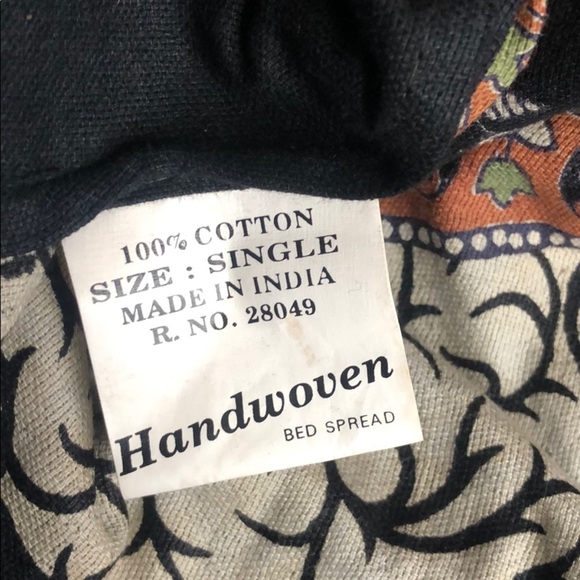 100% COTTON
SIZE : SINGLE
MADE IN INDIA
R. NO. 28049
Handwoven
BED SPREAD